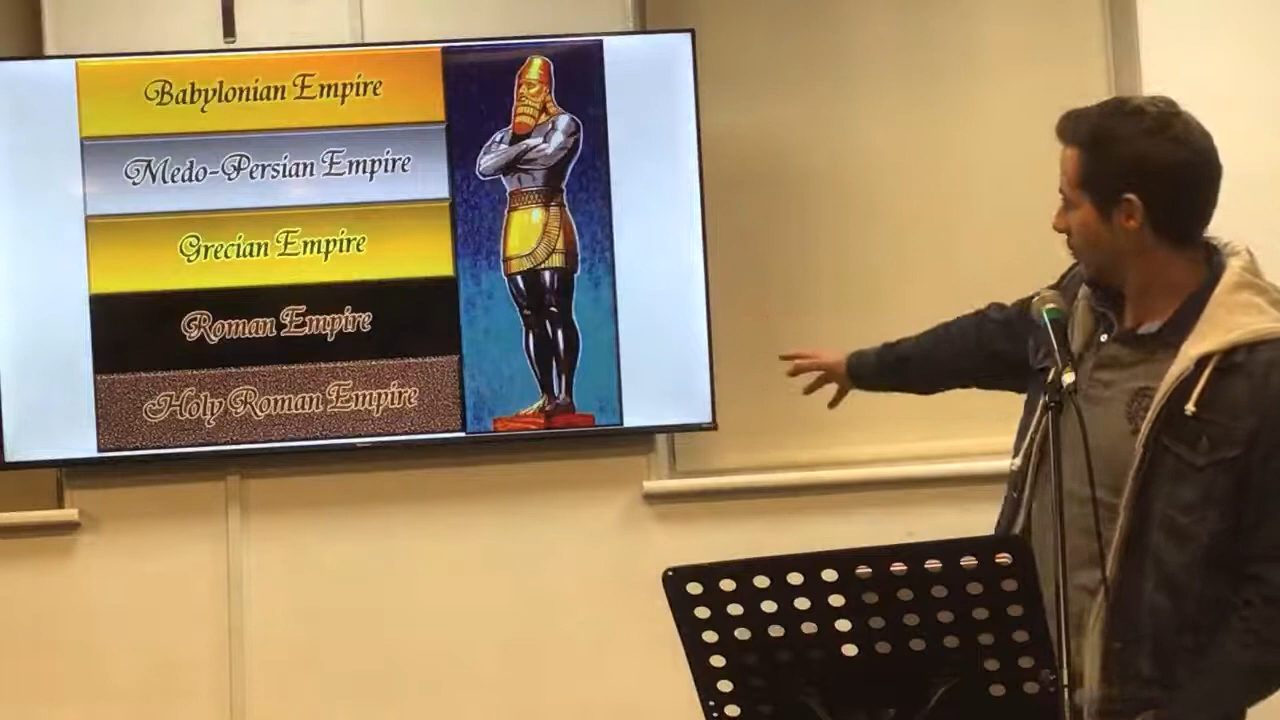 Babylonian Empire
Medo-Persian Empire
Grecian Empire
Roman Empire
Holy Roman Empire